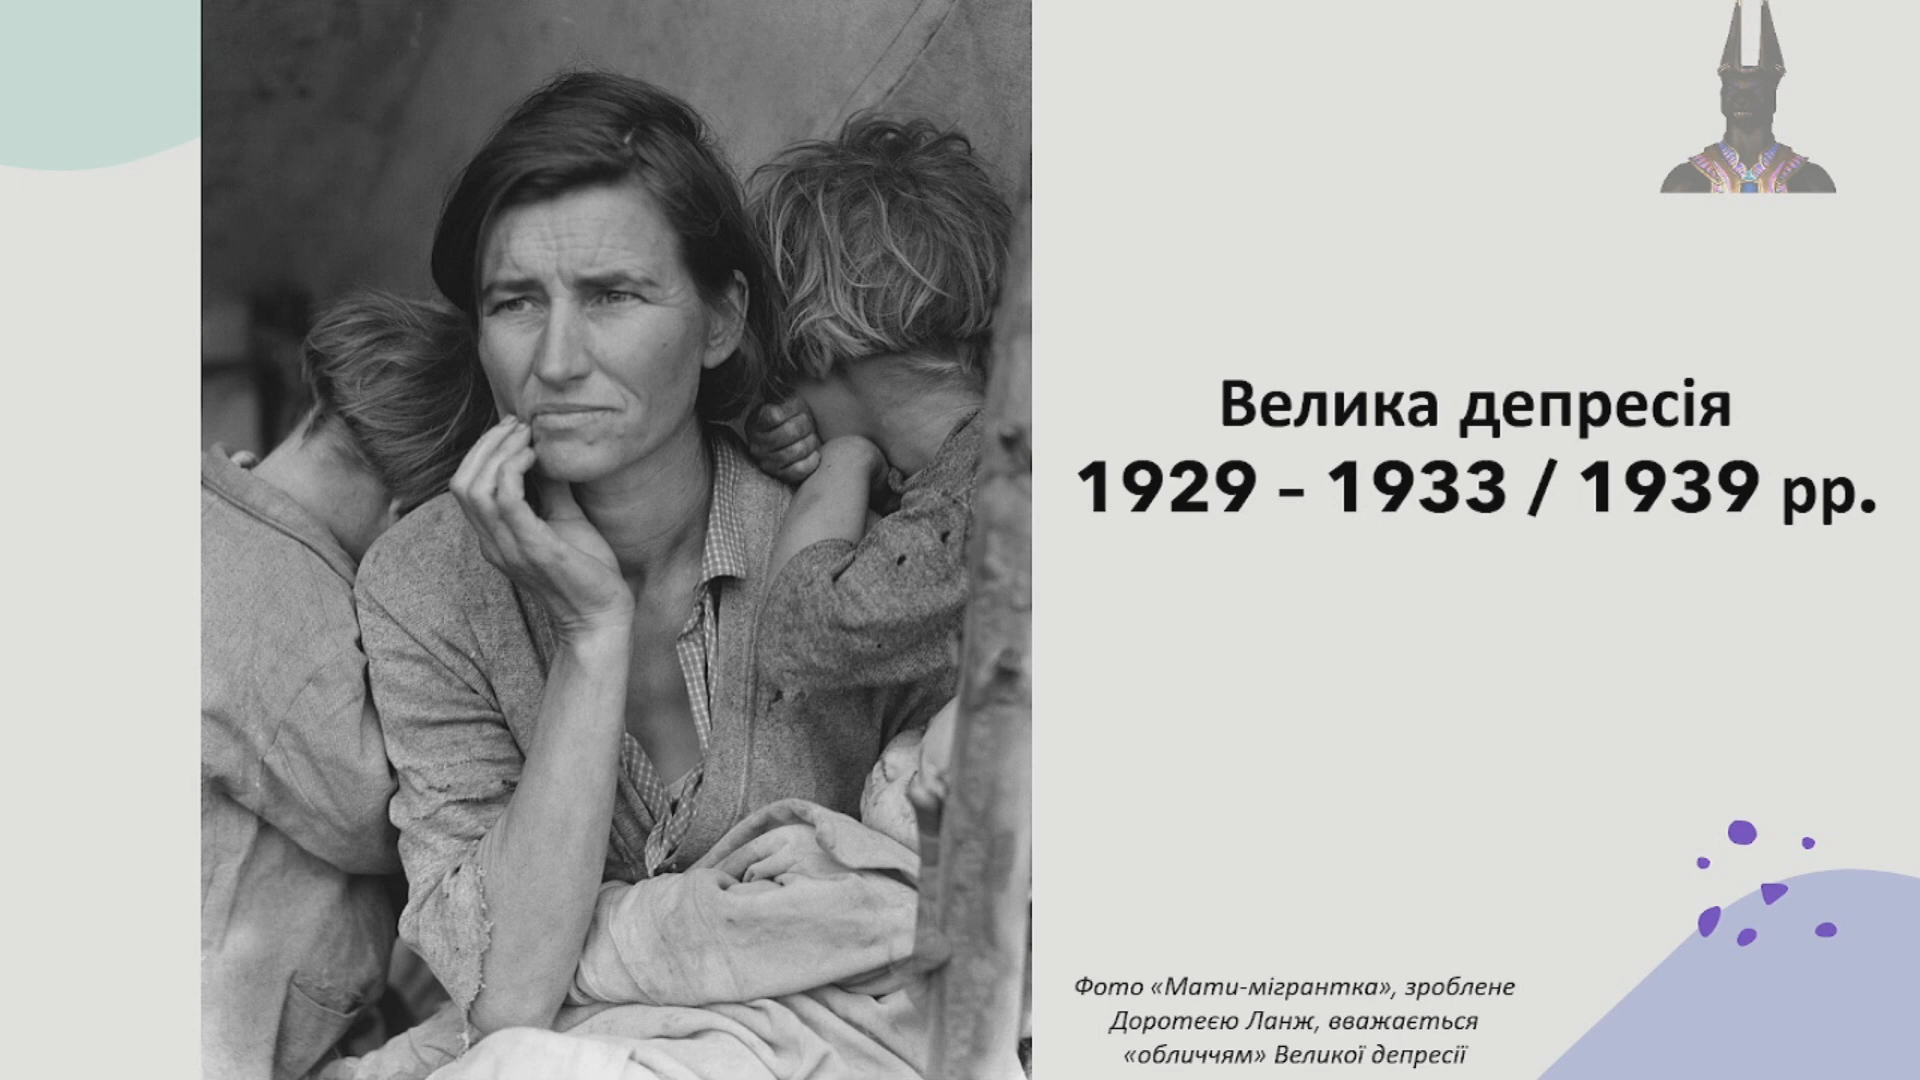 Велика депресія
1929 - 1933 / 1939 рр.
Фото «Мати-мігрантка», зроблене
Доротеєю Ланж, вважається
«обличчям» Великої депресії